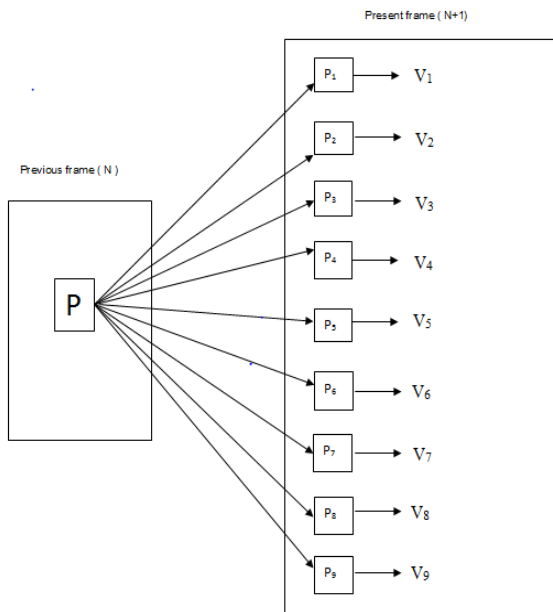 Present frame ( N+1)
Previous frame ( N )
P
P₁ V₁
P₂ V₂
P₃ V₃
P₄ V₄
P₅ V₅
P₆ V₆
P₇ V₇
P₈ V₈
P₉ V₉